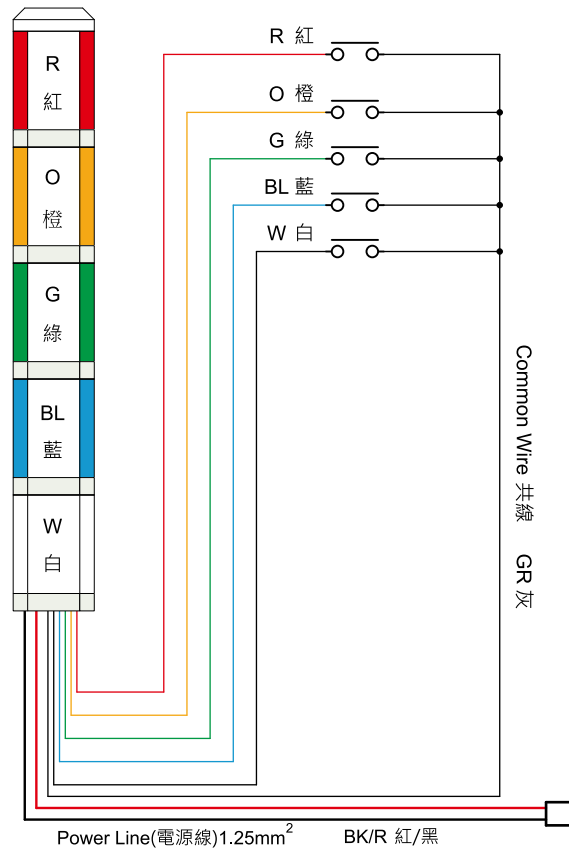 R
紅
O
橙
G
綠
BL
藍
W
白
R 紅
O 橙
G 綠
BL 藍
W 白
Common Wire 共線 GR 灰
Power Line(電源線)1.25mm² BK/R 紅/黑